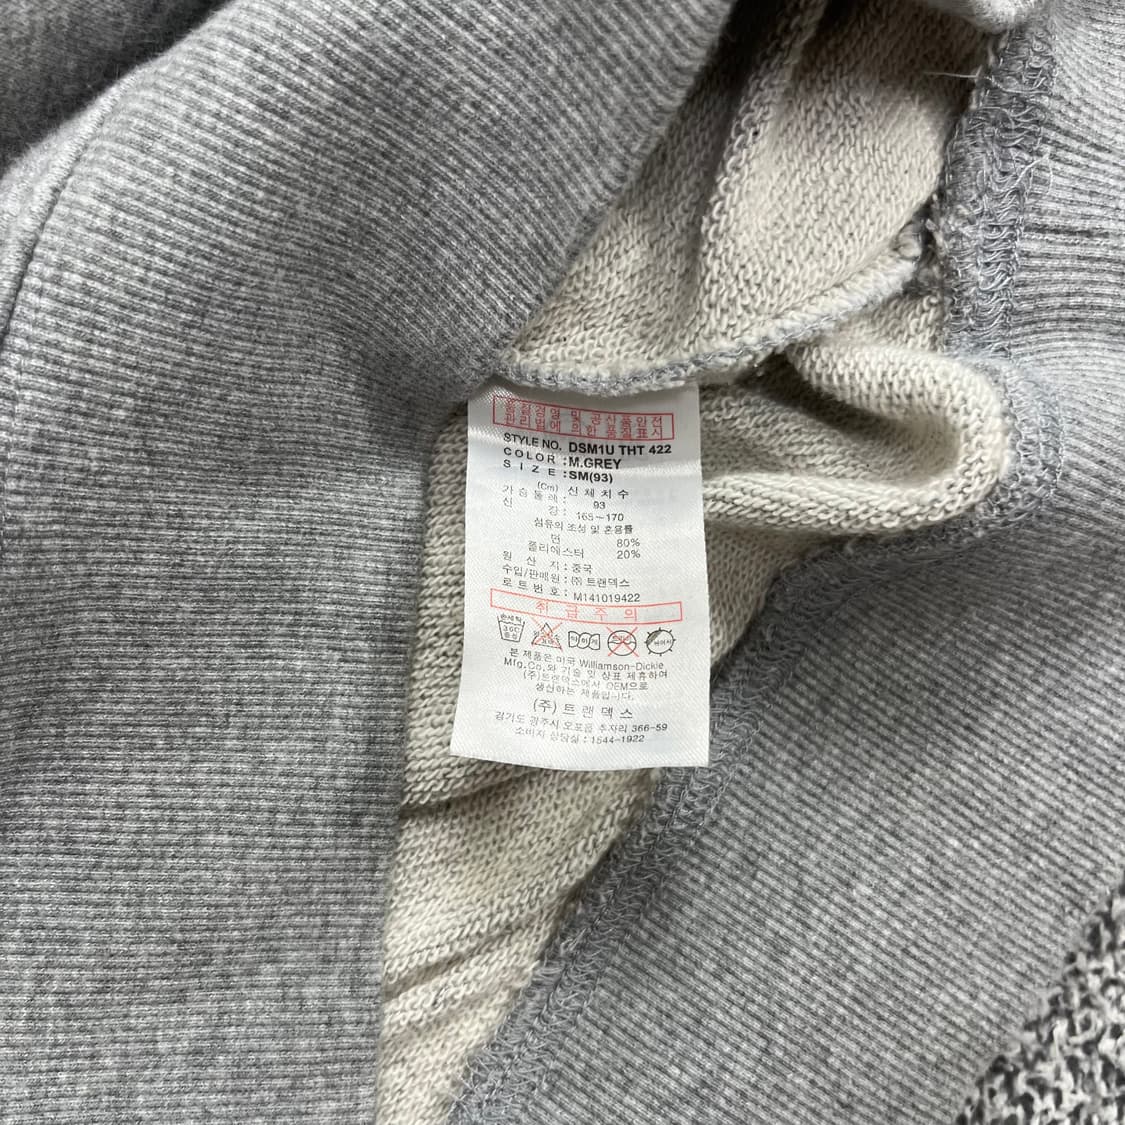 품질경영 및 공산품안전
관리법에 의한 품질표시
STYLE NO. DSM1U THT 422
COLOR : M.GREY
SIZE : SM(93)
(Cm) 신체치수
가슴둘레 : 93
신 장 : 165~170
섬유의 조성 및 혼용률
면 80%
폴리에스터 20%
원 산 지 : 중국
수입/판매원 : ㈜ 트랜덱스
로트번호 : M141019422
취급주의
손세탁
30C
중성
본 제품은 미국 Williamson-Dickie
Mfg.Co.와 기술 및 상표 제휴하여
(주)트랜덱스에서 OEM으로
생산하는 제품입니다.
(주)트랜덱스
경기도 광주시 오포읍 추자리 366-59
소비자 상담실 : 1544-1922